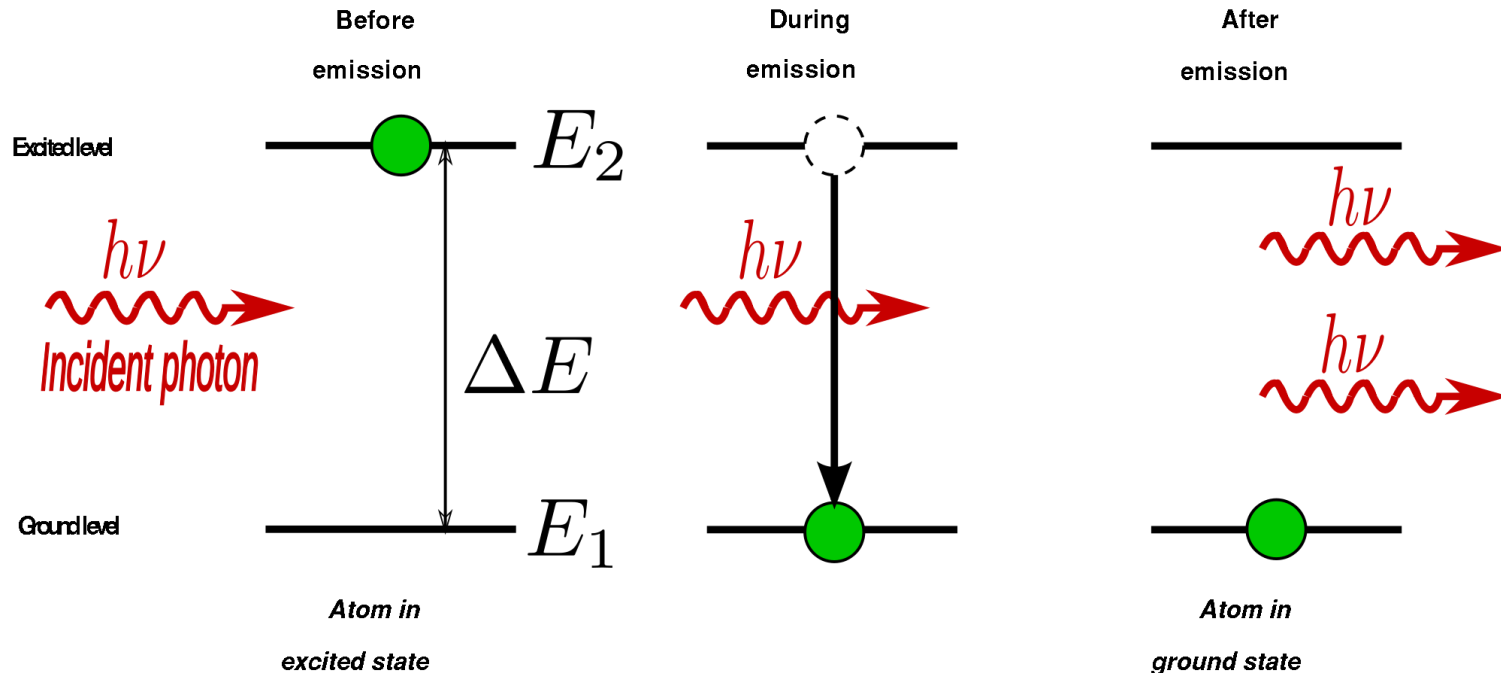 Before
emission
During
emission
After
emission
Excited level
E₂
hν
hν
hν
Incident photon
ΔE
hν
Ground level
E₁
Atom in
excited state
Atom in
ground state